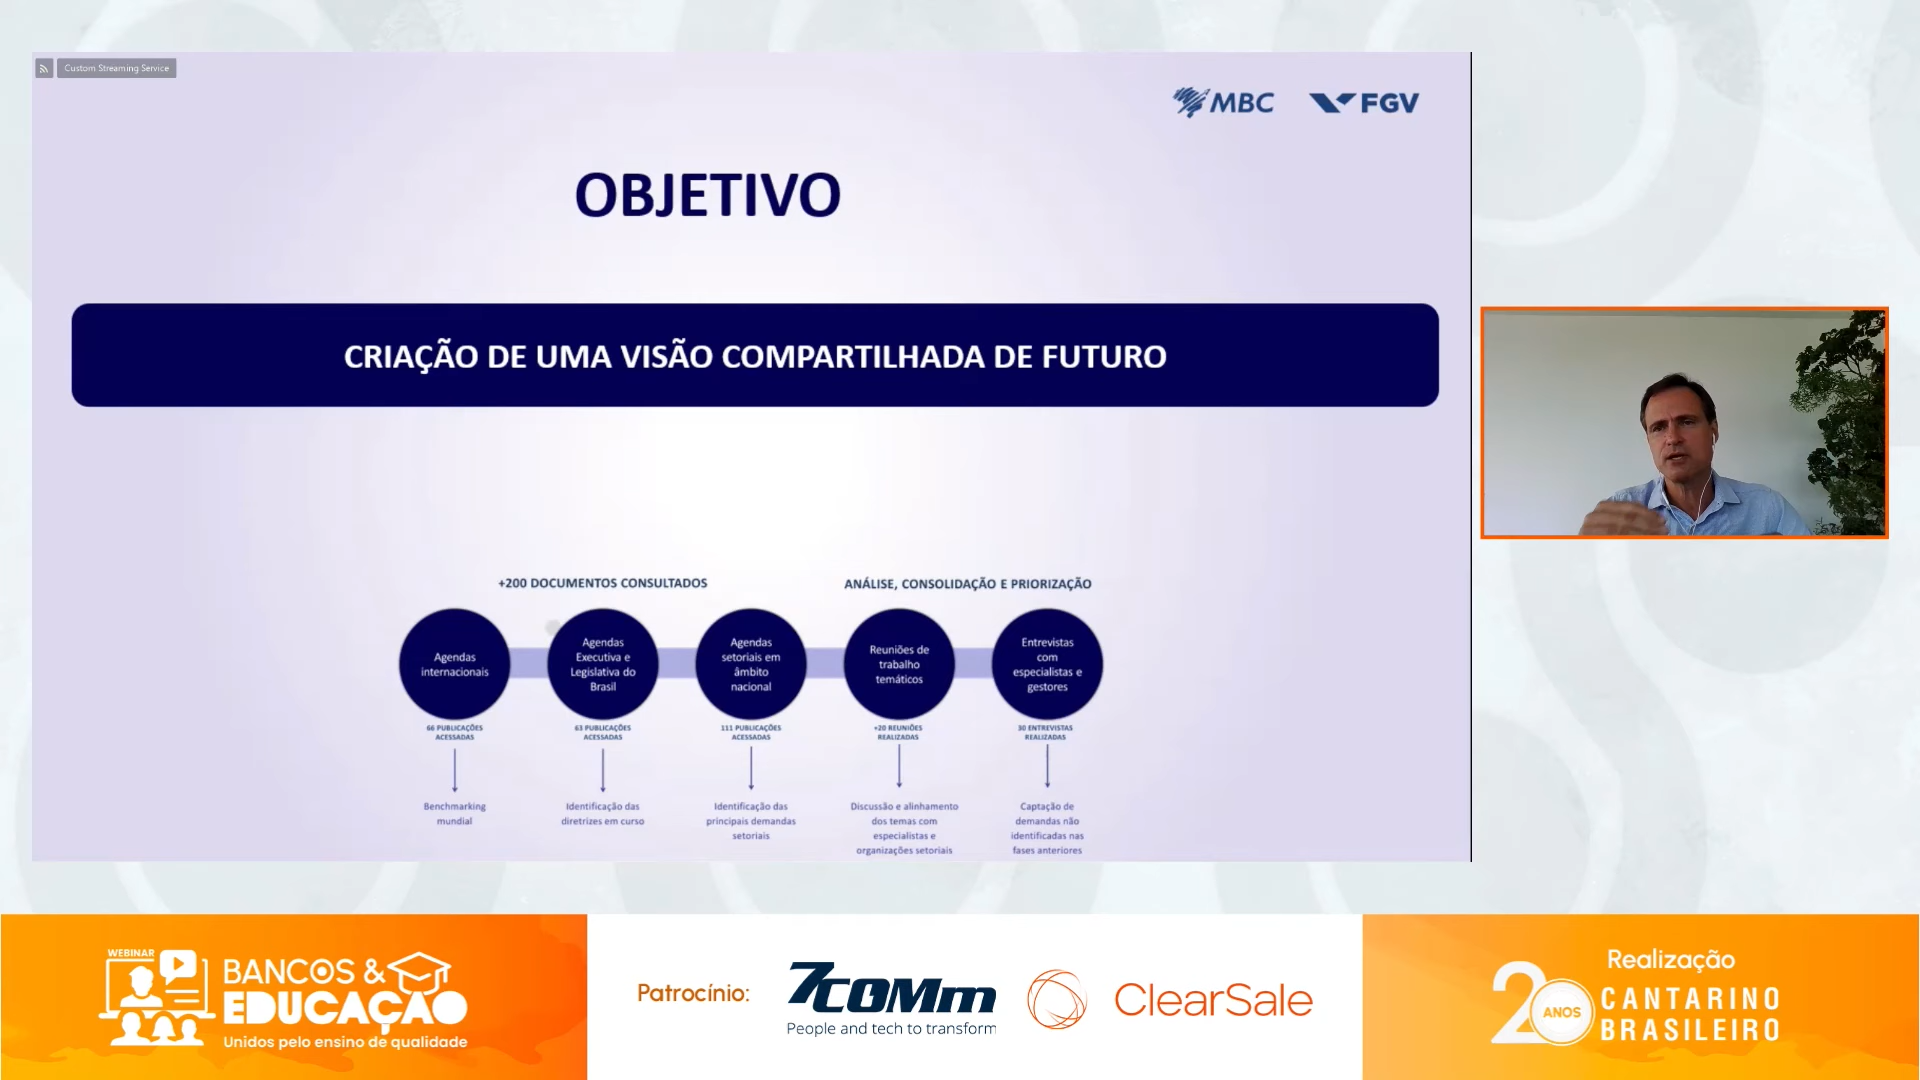 Custom Streaming Service
MBC
FGV
OBJETIVO
CRIAÇÃO DE UMA VISÃO COMPARTILHADA DE FUTURO
+200 DOCUMENTOS CONSULTADOS
ANÁLISE, CONSOLIDAÇÃO E PRIORIZAÇÃO
Agendas
internacionais
66 PUBLICAÇÕES
ACESSADAS
Benchmarking
mundial
Agendas
Executiva e
Legislativa do
Brasil
63 PUBLICAÇÕES
ACESSADAS
Identificação das
diretrizes em curso
Agendas
setoriais em
âmbito
nacional
111 PUBLICAÇÕES
ACESSADAS
Identificação das
principais demandas
setoriais
Reuniões de
trabalho
temáticos
+20 REUNIÕES
REALIZADAS
Discussão e alinhamento
dos temas com
especialistas e
organizações setoriais
Entrevistas
com
especialistas e
gestores
30 ENTREVISTAS
REALIZADAS
Captação de
demandas não
identificadas nas
fases anteriores
WEBINAR
BANCOS &
EDUCAÇÃO
Unidos pelo ensino de qualidade
Patrocínio:
7COMm
People and tech to transform
ClearSale
Realização
20 ANOS
CANTARINO
BRASILEIRO